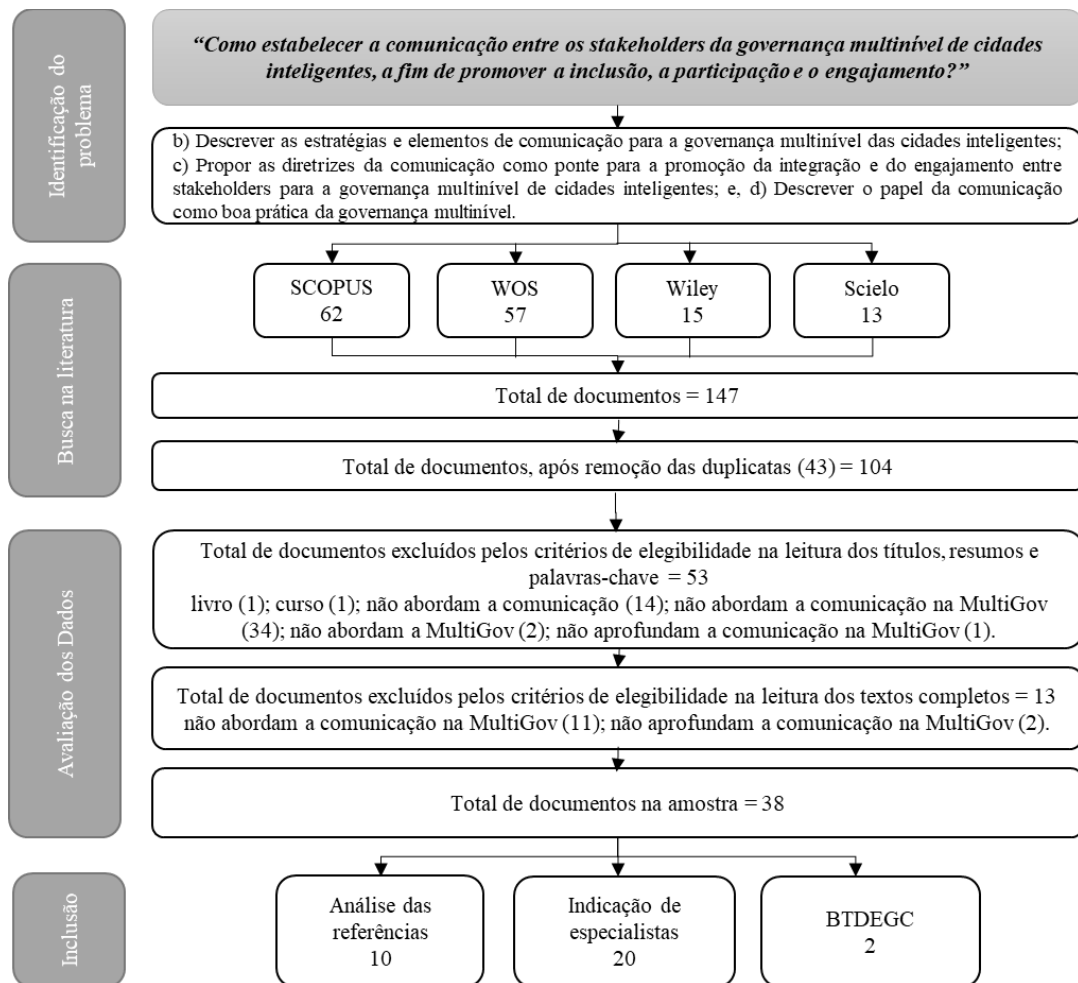 Identificação do
problema
“Como estabelecer a comunicação entre os stakeholders da governança multinível de cidades
inteligentes, a fim de promover a inclusão, a participação e o engajamento?”
b) Descrever as estratégias e elementos de comunicação para a governança multinível das cidades inteligentes;
c) Propor as diretrizes da comunicação como ponte para a promoção da integração e do engajamento entre
stakeholders para a governança multinível de cidades inteligentes; e, d) Descrever o papel da comunicação
como boa prática da governança multinível.
Busca na literatura
SCOPUS
62
WOS
57
Wiley
15
Scielo
13
Total de documentos = 147
Total de documentos, após remoção das duplicatas (43) = 104
Avaliação dos Dados
Total de documentos excluídos pelos critérios de elegibilidade na leitura dos títulos, resumos e
palavras-chave = 53
livro (1); curso (1); não abordam a comunicação (14); não abordam a comunicação na MultiGov
(34); não abordam a MultiGov (2); não aprofundam a comunicação na MultiGov (1).
Total de documentos excluídos pelos critérios de elegibilidade na leitura dos textos completos = 13
não abordam a comunicação na MultiGov (11); não aprofundam a comunicação na MultiGov (2).
Total de documentos na amostra = 38
Inclusão
Análise das
referências
10
Indicação de
especialistas
20
BTDEGC
2